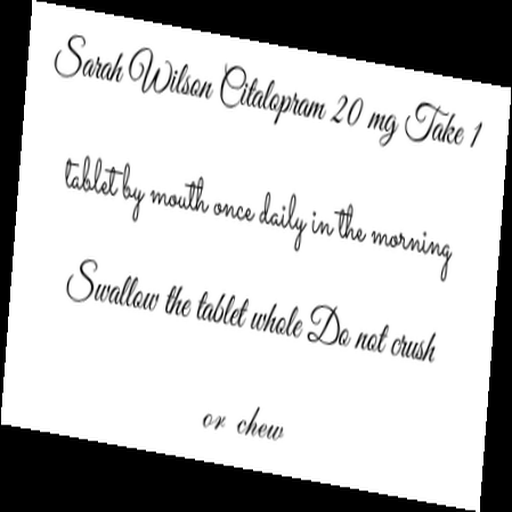 Sarah Wilson Citalopram 20 mg Take 1
tablet by mouth once daily in the morning
Swallow the tablet whole Do not crush
or chew